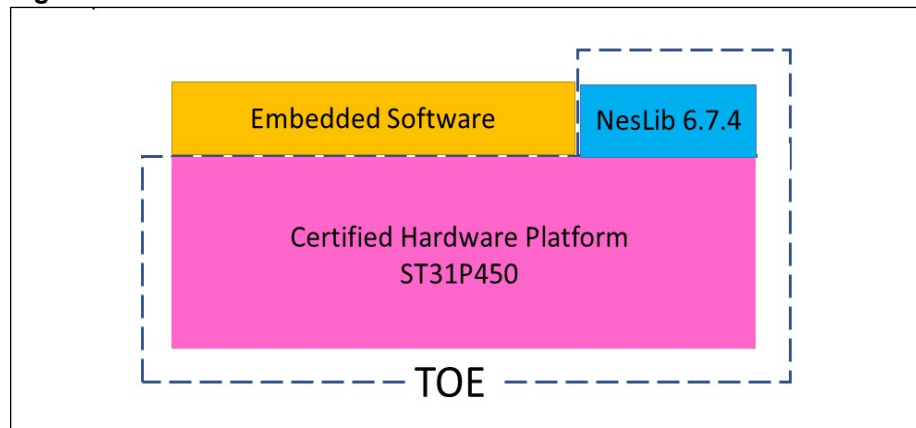 Embedded Software
NesLib 6.7.4
Certified Hardware Platform
ST31P450
TOE